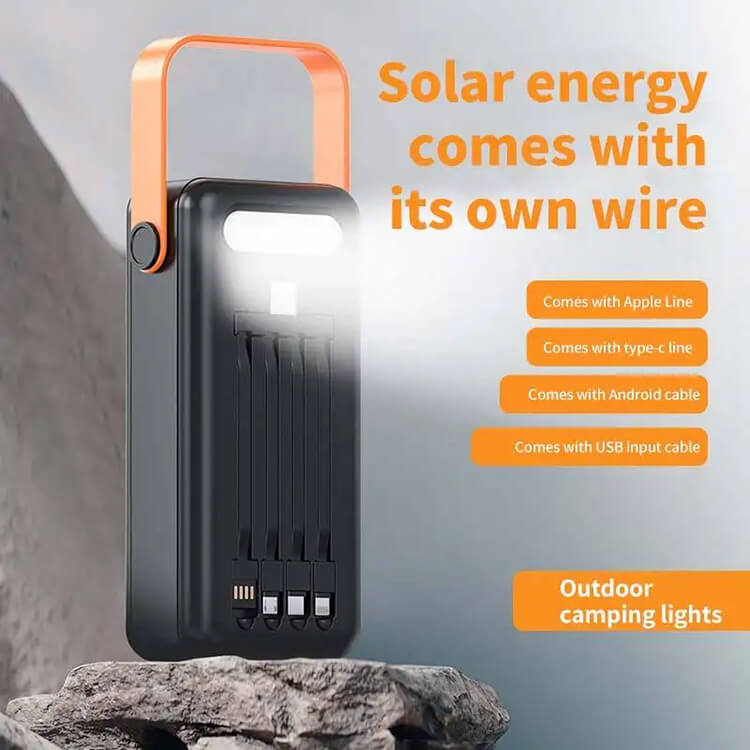 Solar energy
comes with
its own wire
Comes with Apple Line
Comes with type-c line
Comes with Android cable
Comes with USB input cable
Outdoor
camping lights